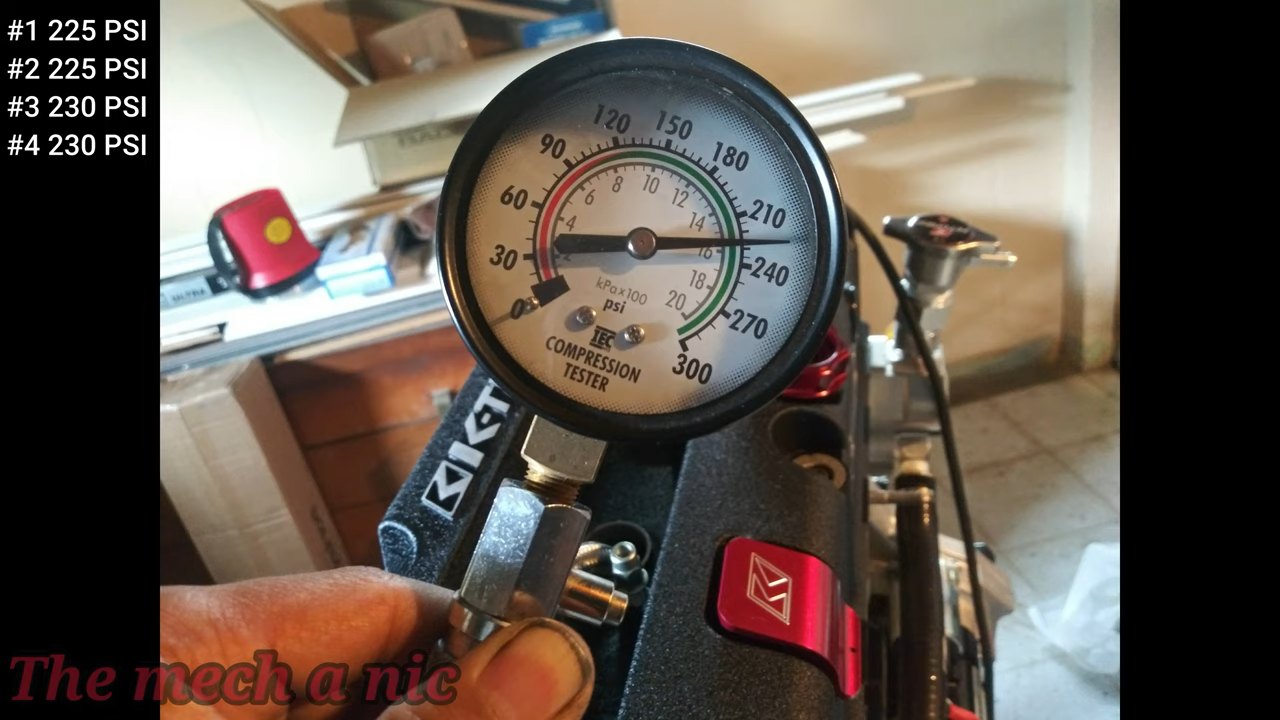 #1 225 PSI
#2 225 PSI
#3 230 PSI
#4 230 PSI
0 30 60 90 120 150 180 210 240 270 300
4 6 8 10 12 14 16 18 20
kPa×100
psi
IEC
COMPRESSION
TESTER
ULTRA
The mech a nic